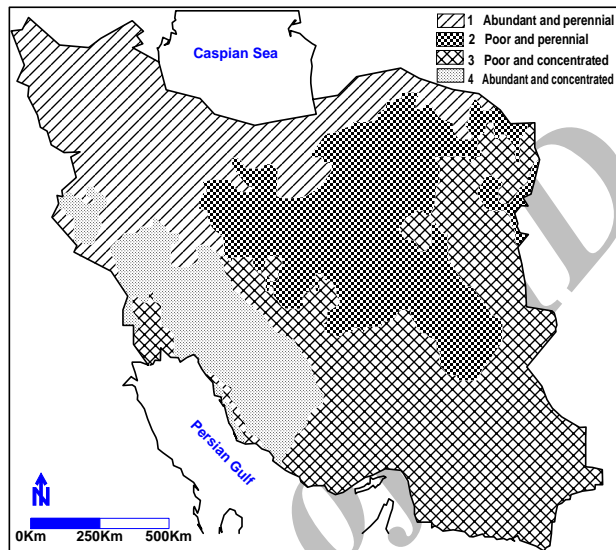 1 Abundant and perennial
2 Poor and perennial
3 Poor and concentrated
4 Abundant and concentrated
Caspian Sea
Persian Gulf
N
0Km 250Km 500Km